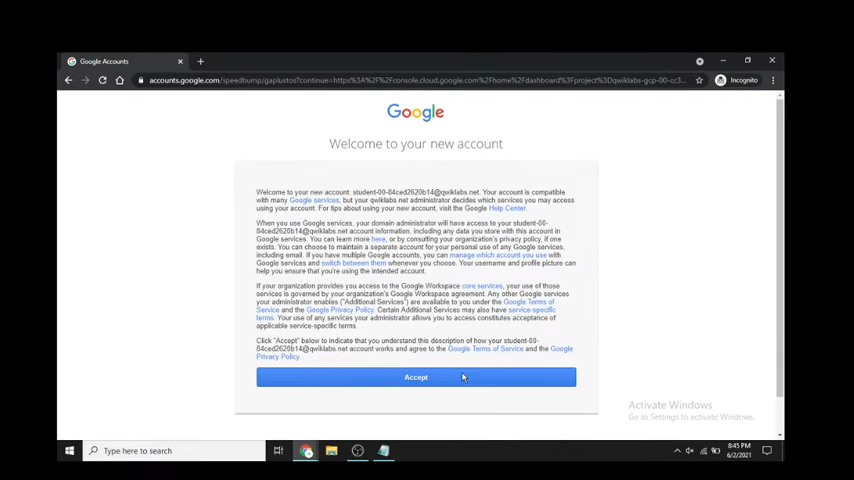 Google Accounts
accounts.google.com/speedbump/gaplustos?continue=https%3A%2F%2Fconsole.cloud.google.com%2Fhome%2Fdashboard%3Fproject%3Dqwiklabs-gcp-00-cc3...
Incognito
Google
Welcome to your new account
Welcome to your new account: student-00-84ced2620b14@qwiklabs.net. Your account is compatible
with many Google services, but your qwiklabs.net administrator decides which services you may access
using your account. For tips about using your new account, visit the Google Help Center.
When you use Google services, your domain administrator will have access to your student-00-
84ced2620b14@qwiklabs.net account information, including any data you store with this account in
Google services. You can learn more here, or by consulting your organization's privacy policy, if one
exists. You can choose to maintain a separate account for your personal use of any Google services,
including email. If you have multiple Google accounts, you can manage which account you use with
Google services and switch between them whenever you choose. Your username and profile picture can
help you ensure that you're using the intended account.
If your organization provides you access to the Google Workspace core services, your use of those
services is governed by your organization's Google Workspace agreement. Any other Google services
your administrator enables ("Additional Services") are available to you under the Google Terms of
Service and the Google Privacy Policy. Certain Additional Services may also have service-specific
terms. Your use of any services your administrator allows you to access constitutes acceptance of
applicable service-specific terms.
Click "Accept" below to indicate that you understand this description of how your student-00-
84ced2620b14@qwiklabs.net account works and agree to the Google Terms of Service and the Google
Privacy Policy.
Accept
Activate Windows
Go to Settings to activate Windows.
Type here to search
8:45 PM
6/2/2021